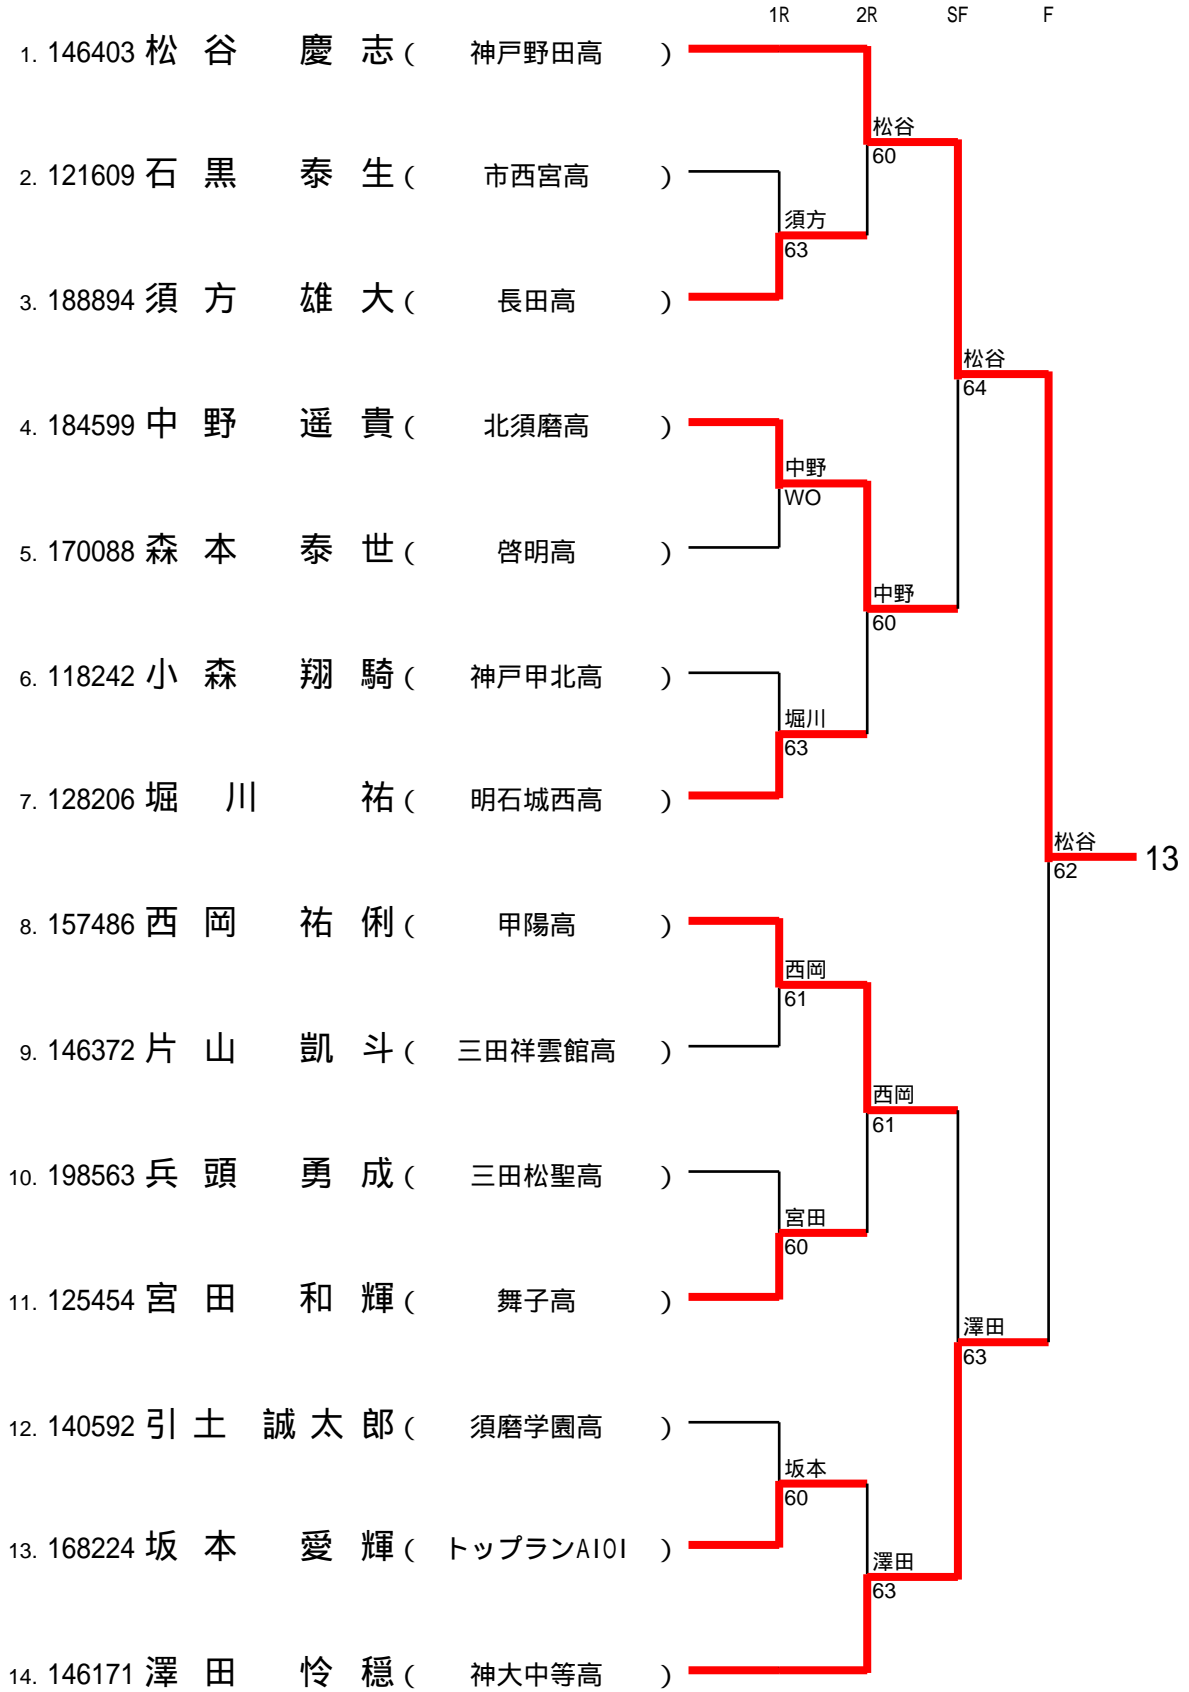 1R 2R SF F
1. 146403 松谷 慶志 ( 神戸野田高 )
松谷
60
2. 121609 石黒 泰生 ( 市西宮高 )
須方
63
3. 188894 須方 雄大 ( 長田高 )
松谷
64
4. 184599 中野 遥貴 ( 北須磨高 )
中野
WO
5. 170088 森本 泰世 ( 啓明高 )
中野
60
6. 118242 小森 翔騎 ( 神戸甲北高 )
堀川
63
7. 128206 堀川 祐 ( 明石城西高 )
松谷
62
13
8. 157486 西岡 祐俐 ( 甲陽高 )
西岡
61
9. 146372 片山 凱斗 ( 三田祥雲館高 )
西岡
61
10. 198563 兵頭 勇成 ( 三田松聖高 )
宮田
60
11. 125454 宮田 和輝 ( 舞子高 )
澤田
63
12. 140592 引土 誠太郎 ( 須磨学園高 )
坂本
60
13. 168224 坂本 愛輝 ( トップランAIOI )
澤田
63
14. 146171 澤田 怜穏 ( 神大中等高 )